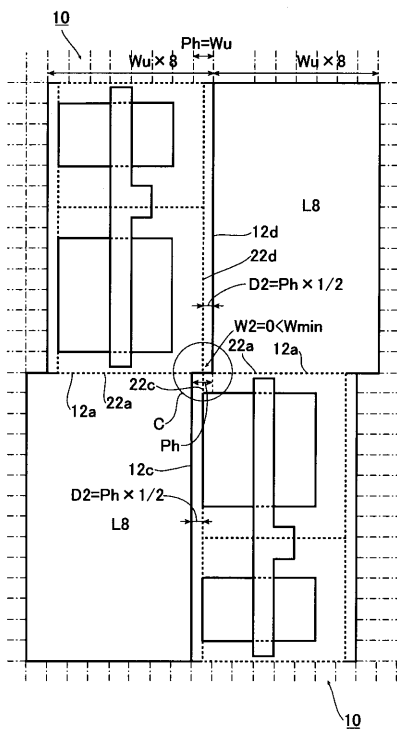 10
Ph=Wu
Wu×8
Wu×8
L8
12d
22d
D2=Ph×1/2
W2=0<Wmin
22a
12a
22c
12a
22a
C
Ph
12c
D2=Ph×1/2
L8
10